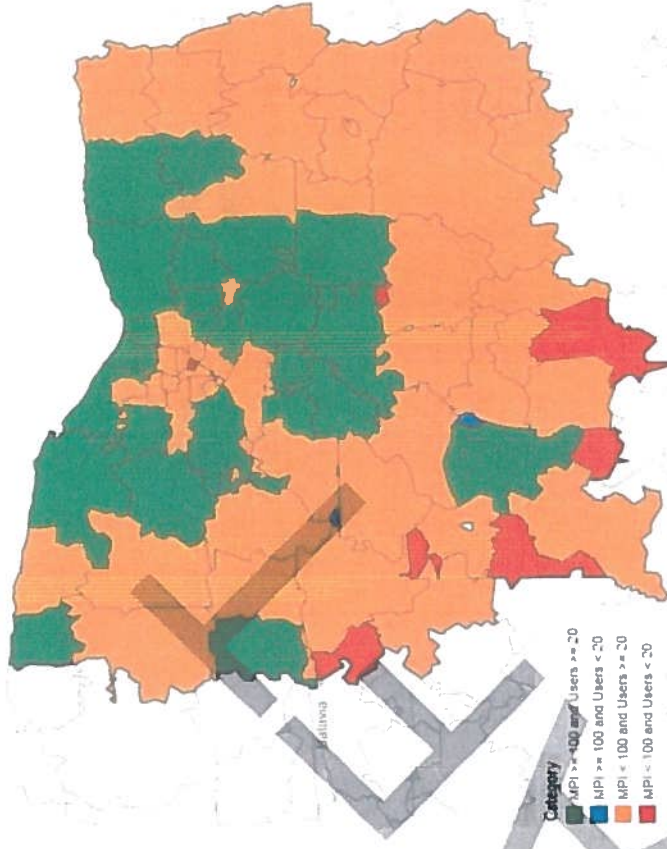 Batavia
Category
MPI >= 100 and Users >= 20
MPI >= 100 and Users < 20
MPI < 100 and Users >= 20
MPI < 100 and Users < 20